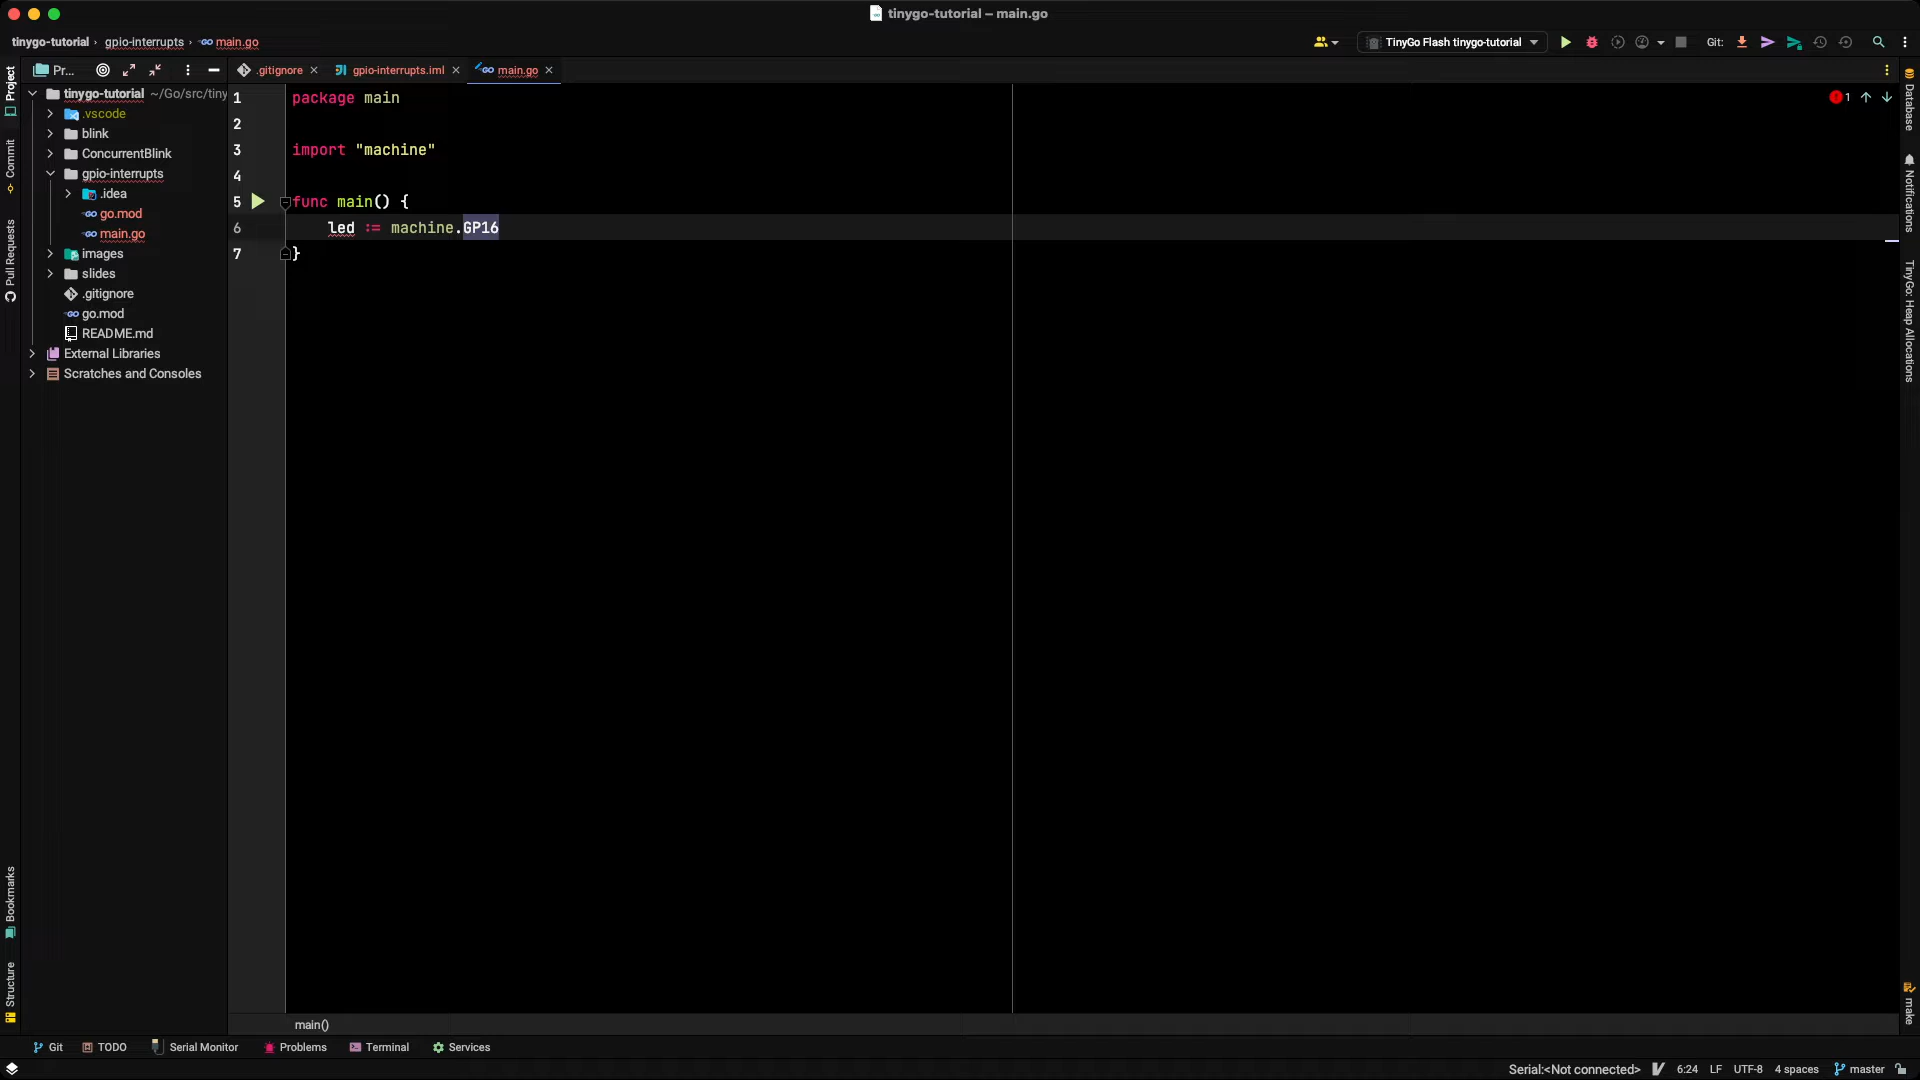 tinygo-tutorial – main.go
tinygo-tutorial › gpio-interrupts › main.go
TinyGo Flash tinygo-tutorial
Git:
Project
Pr...
.gitignore
gpio-interrupts.iml
main.go
tinygo-tutorial ~/Go/src/tiny
.vscode
blink
ConcurrentBlink
gpio-interrupts
.idea
go.mod
main.go
images
slides
.gitignore
go.mod
README.md
External Libraries
Scratches and Consoles
1 package main
2
3 import "machine"
4
5 func main() {
6 led := machine.GP16
7 }
1
Commit
Pull Requests
Bookmarks
Structure
Database
Notifications
TinyGo: Heap Allocations
make
main()
Git
TODO
Serial Monitor
Problems
Terminal
Services
Serial:<Not connected>
6:24
LF
UTF-8
4 spaces
master